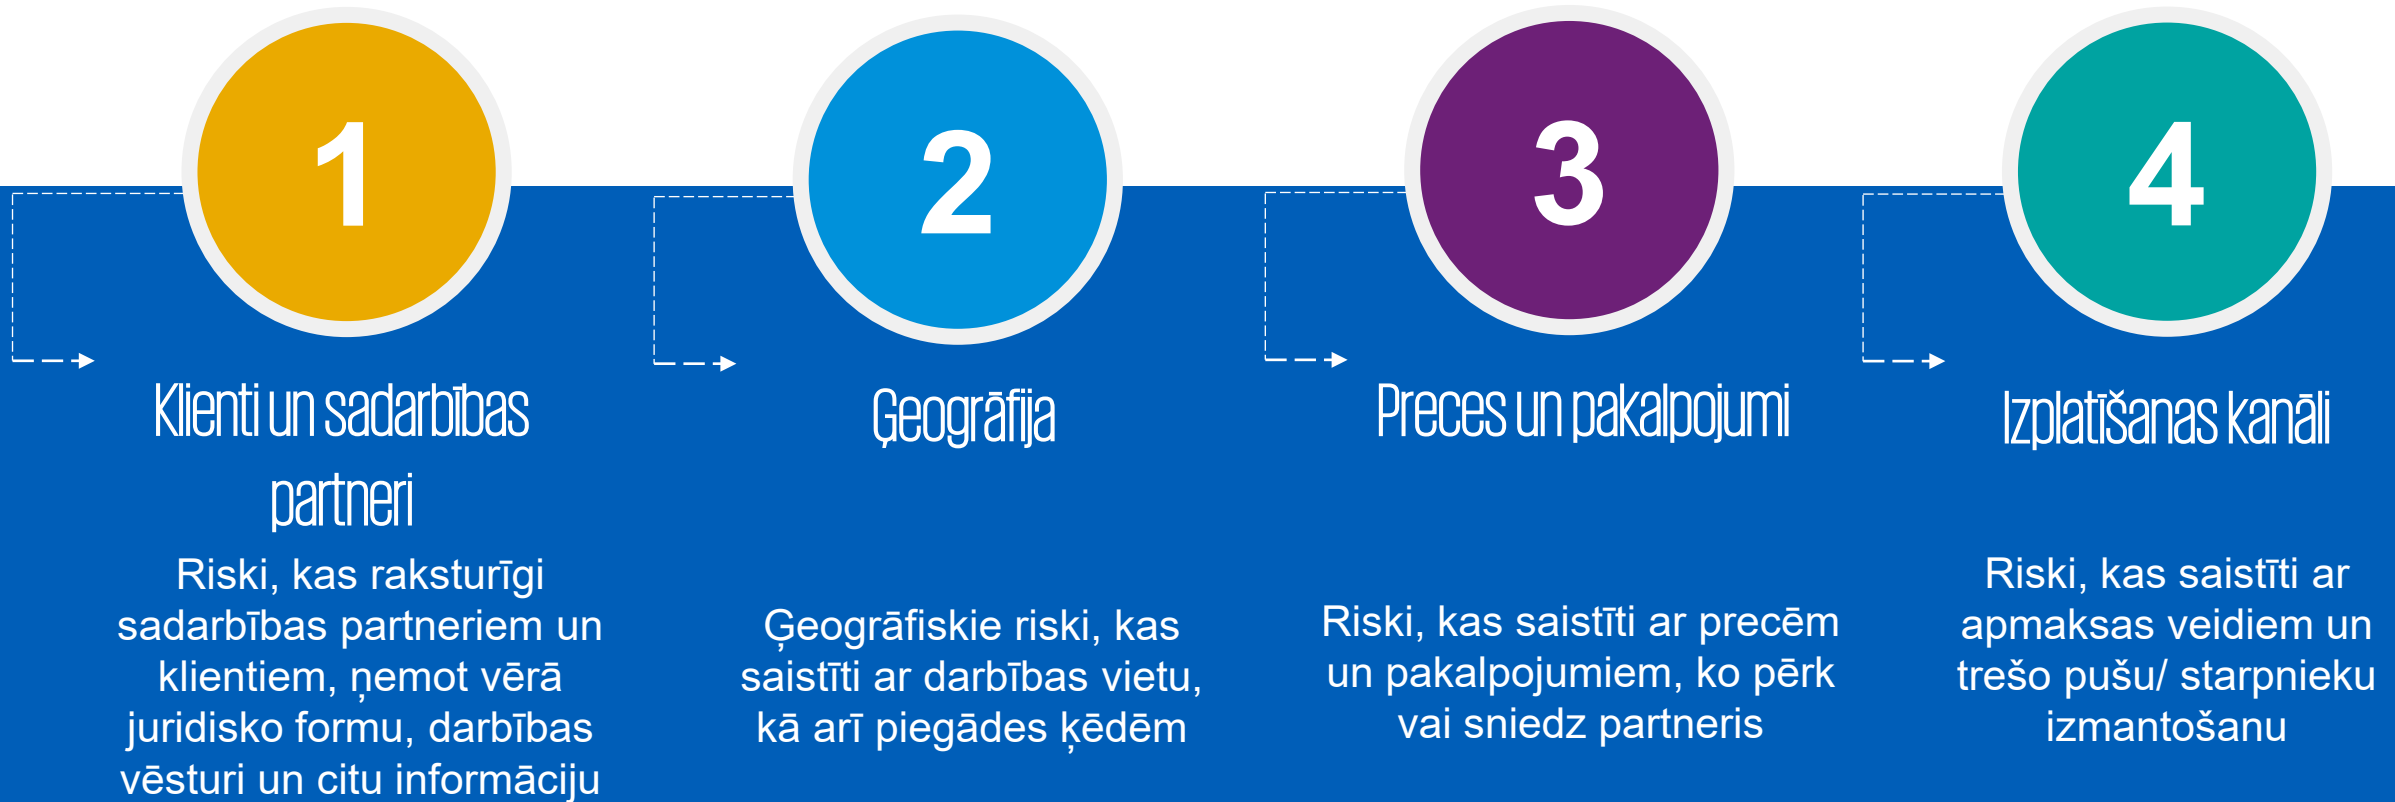 1
Klienti un sadarbības
partneri
Riski, kas raksturīgi
sadarbības partneriem un
klientiem, ņemot vērā
juridisko formu, darbības
vēsturi un citu informāciju
2
Ģeogrāfija
Ģeogrāfiskie riski, kas
saistīti ar darbības vietu,
kā arī piegādes ķēdēm
3
Preces un pakalpojumi
Riski, kas saistīti ar precēm
un pakalpojumiem, ko pērk
vai sniedz partneris
4
Izplatīšanas kanāli
Riski, kas saistīti ar
apmaksas veidiem un
trešo pušu/ starpnieku
izmantošanu